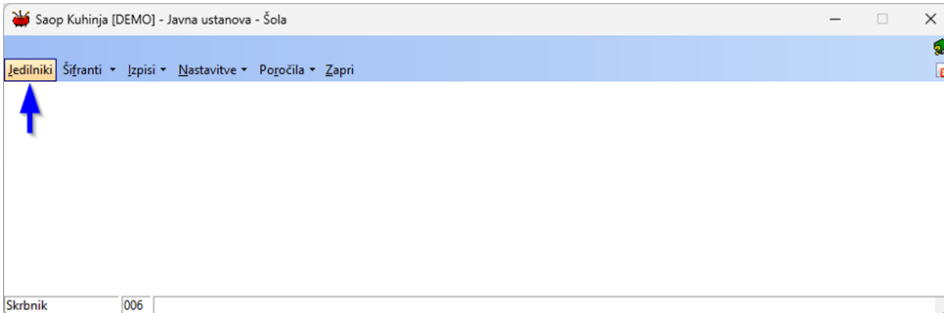 Saop Kuhinja [DEMO] - Javna ustanova - Šola
Jedilniki Šifranti Izpisi Nastavitve Poročila Zapri
Skrbnik 006